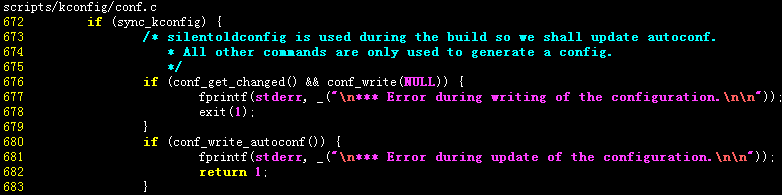 scripts/kconfig/conf.c
672 if (sync_kconfig) {
673 /* silentoldconfig is used during the build so we shall update autoconf.
674 * All other commands are only used to generate a config.
675 */
676 if (conf_get_changed() && conf_write(NULL)) {
677 fprintf(stderr, _("\n*** Error during writing of the configuration.\n\n"));
678 exit(1);
679 }
680 if (conf_write_autoconf()) {
681 fprintf(stderr, _("\n*** Error during update of the configuration.\n\n"));
682 return 1;
683 }